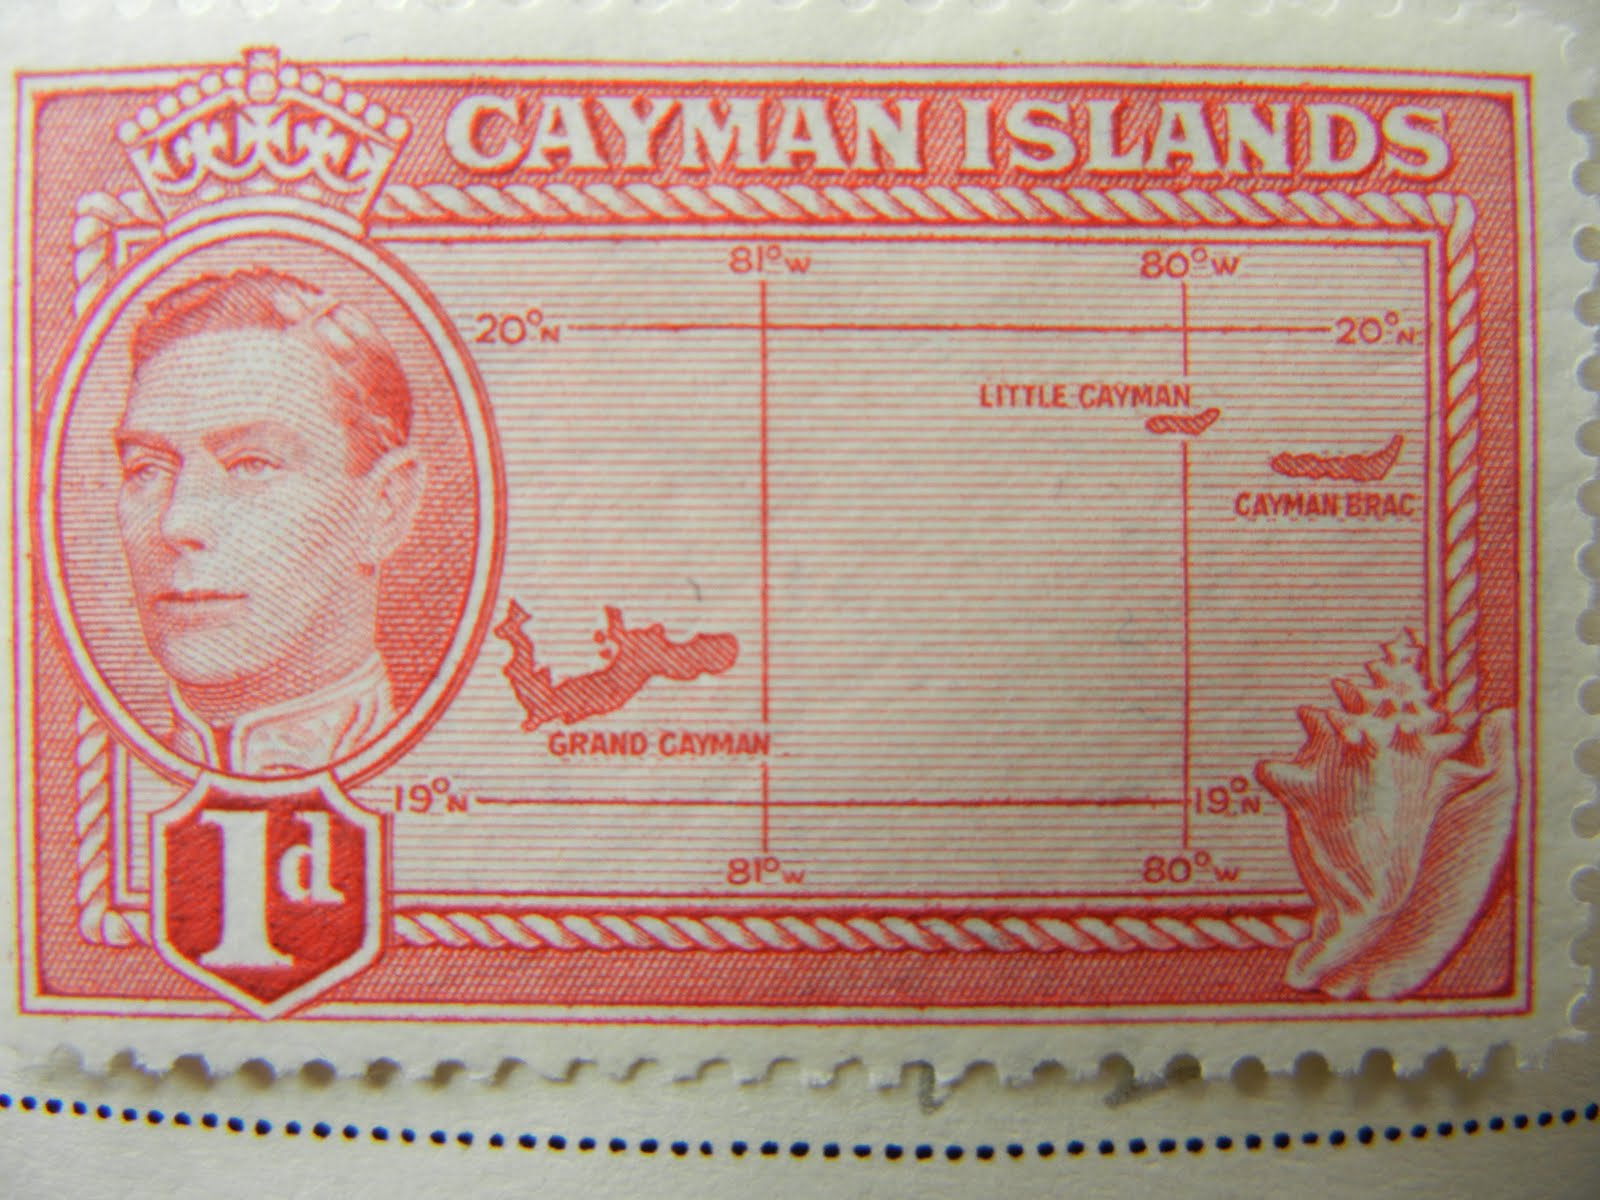 CAYMAN ISLANDS
81°W 80°W
20°N 20°N
LITTLE CAYMAN
CAYMAN BRAC
GRAND CAYMAN
19°N 19°N
81°W 80°W
1d